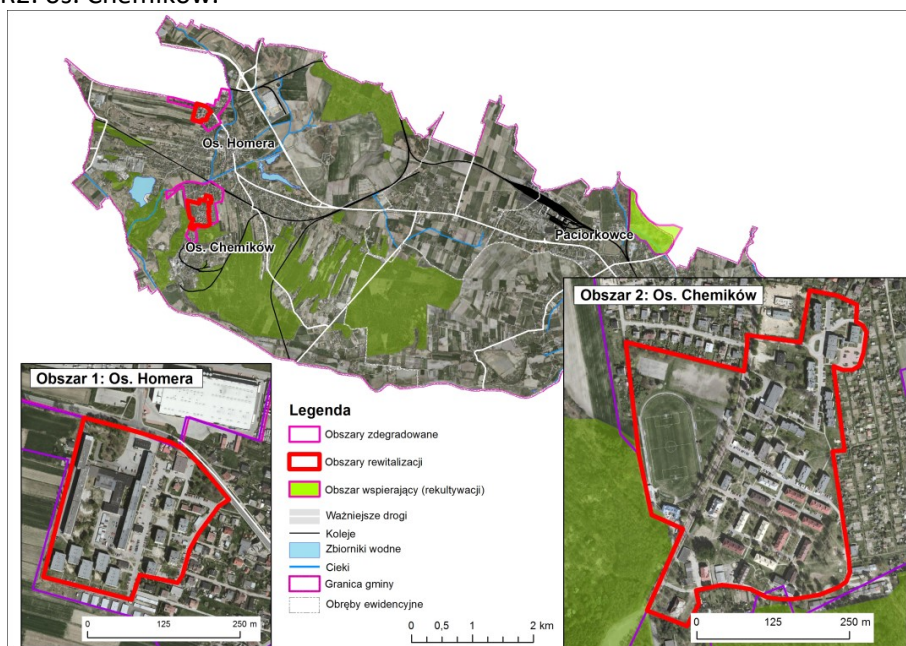 RZ: os. Chemików.
Os. Homera
Os. Chemików
Paciorkowce
Obszar 1: Os. Homera
0 125 250 m
Legenda
Obszary zdegradowane
Obszary rewitalizacji
Obszar wspierający (rekultywacji)
Ważniejsze drogi
Koleje
Zbiorniki wodne
Cieki
Granica gminy
Obręby ewidencyjne
0 0,5 1 2 km
Obszar 2: Os. Chemików
0 125 250 m